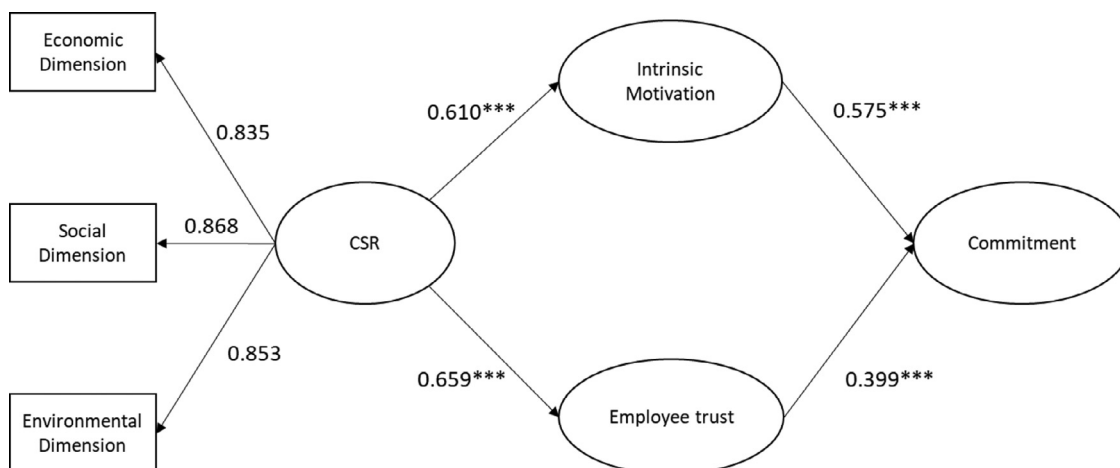 Economic
Dimension
Intrinsic
Motivation
0.610***
0.575***
0.835
Social
Dimension
0.868
CSR
Commitment
0.853
0.659***
0.399***
Environmental
Dimension
Employee trust